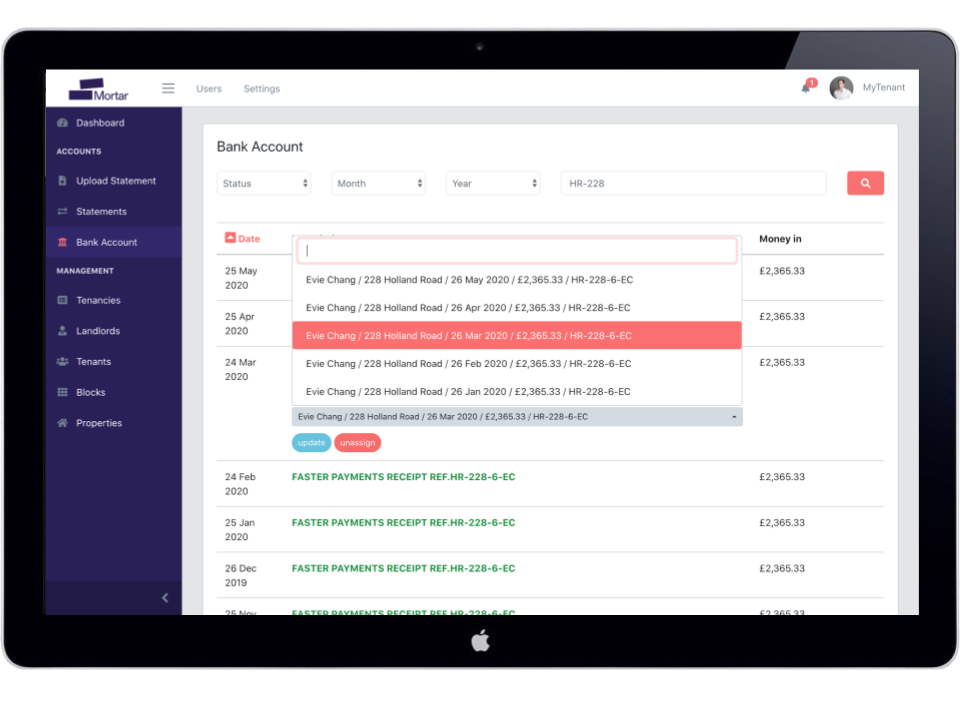 Mortar
Users Settings
1
MyTenant
Dashboard
ACCOUNTS
Upload Statement
Statements
Bank Account
MANAGEMENT
Tenancies
Landlords
Tenants
Blocks
Properties
Bank Account
Status Month Year HR-228
Date Money in
25 May
2020
£2,365.33
25 Apr
2020
£2,365.33
24 Mar
2020
£2,365.33
Evie Chang / 228 Holland Road / 26 May 2020 / £2,365.33 / HR-228-6-EC
Evie Chang / 228 Holland Road / 26 Apr 2020 / £2,365.33 / HR-228-6-EC
Evie Chang / 228 Holland Road / 26 Mar 2020 / £2,365.33 / HR-228-6-EC
Evie Chang / 228 Holland Road / 26 Feb 2020 / £2,365.33 / HR-228-6-EC
Evie Chang / 228 Holland Road / 26 Jan 2020 / £2,365.33 / HR-228-6-EC
Evie Chang / 228 Holland Road / 26 Mar 2020 / £2,365.33 / HR-228-6-EC
update unassign
24 Feb
2020
FASTER PAYMENTS RECEIPT REF.HR-228-6-EC £2,365.33
25 Jan
2020
FASTER PAYMENTS RECEIPT REF.HR-228-6-EC £2,365.33
26 Dec
2019
FASTER PAYMENTS RECEIPT REF.HR-228-6-EC £2,365.33
25 Nov FASTER PAYMENTS RECEIPT REF.HR-228-6-EC £2,365.33